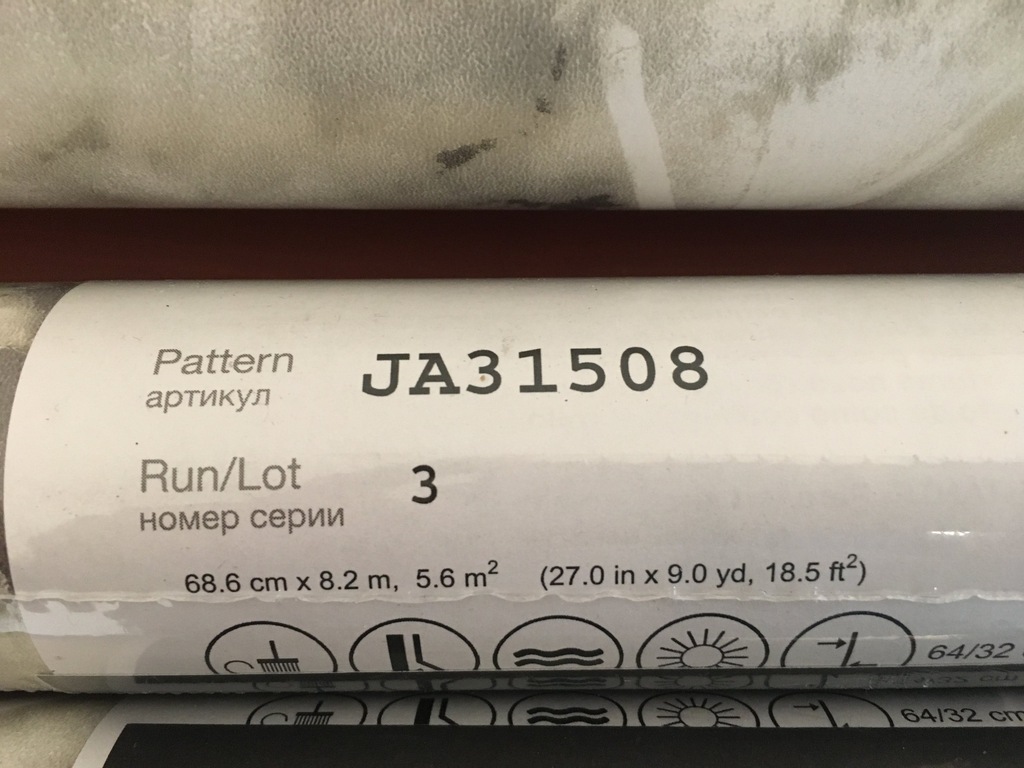 Pattern JA31508
артикул
Run/Lot 3
номер серии
68.6 cm x 8.2 m, 5.6 m² (27.0 in x 9.0 yd, 18.5 ft²)
64/32
64/32 cm